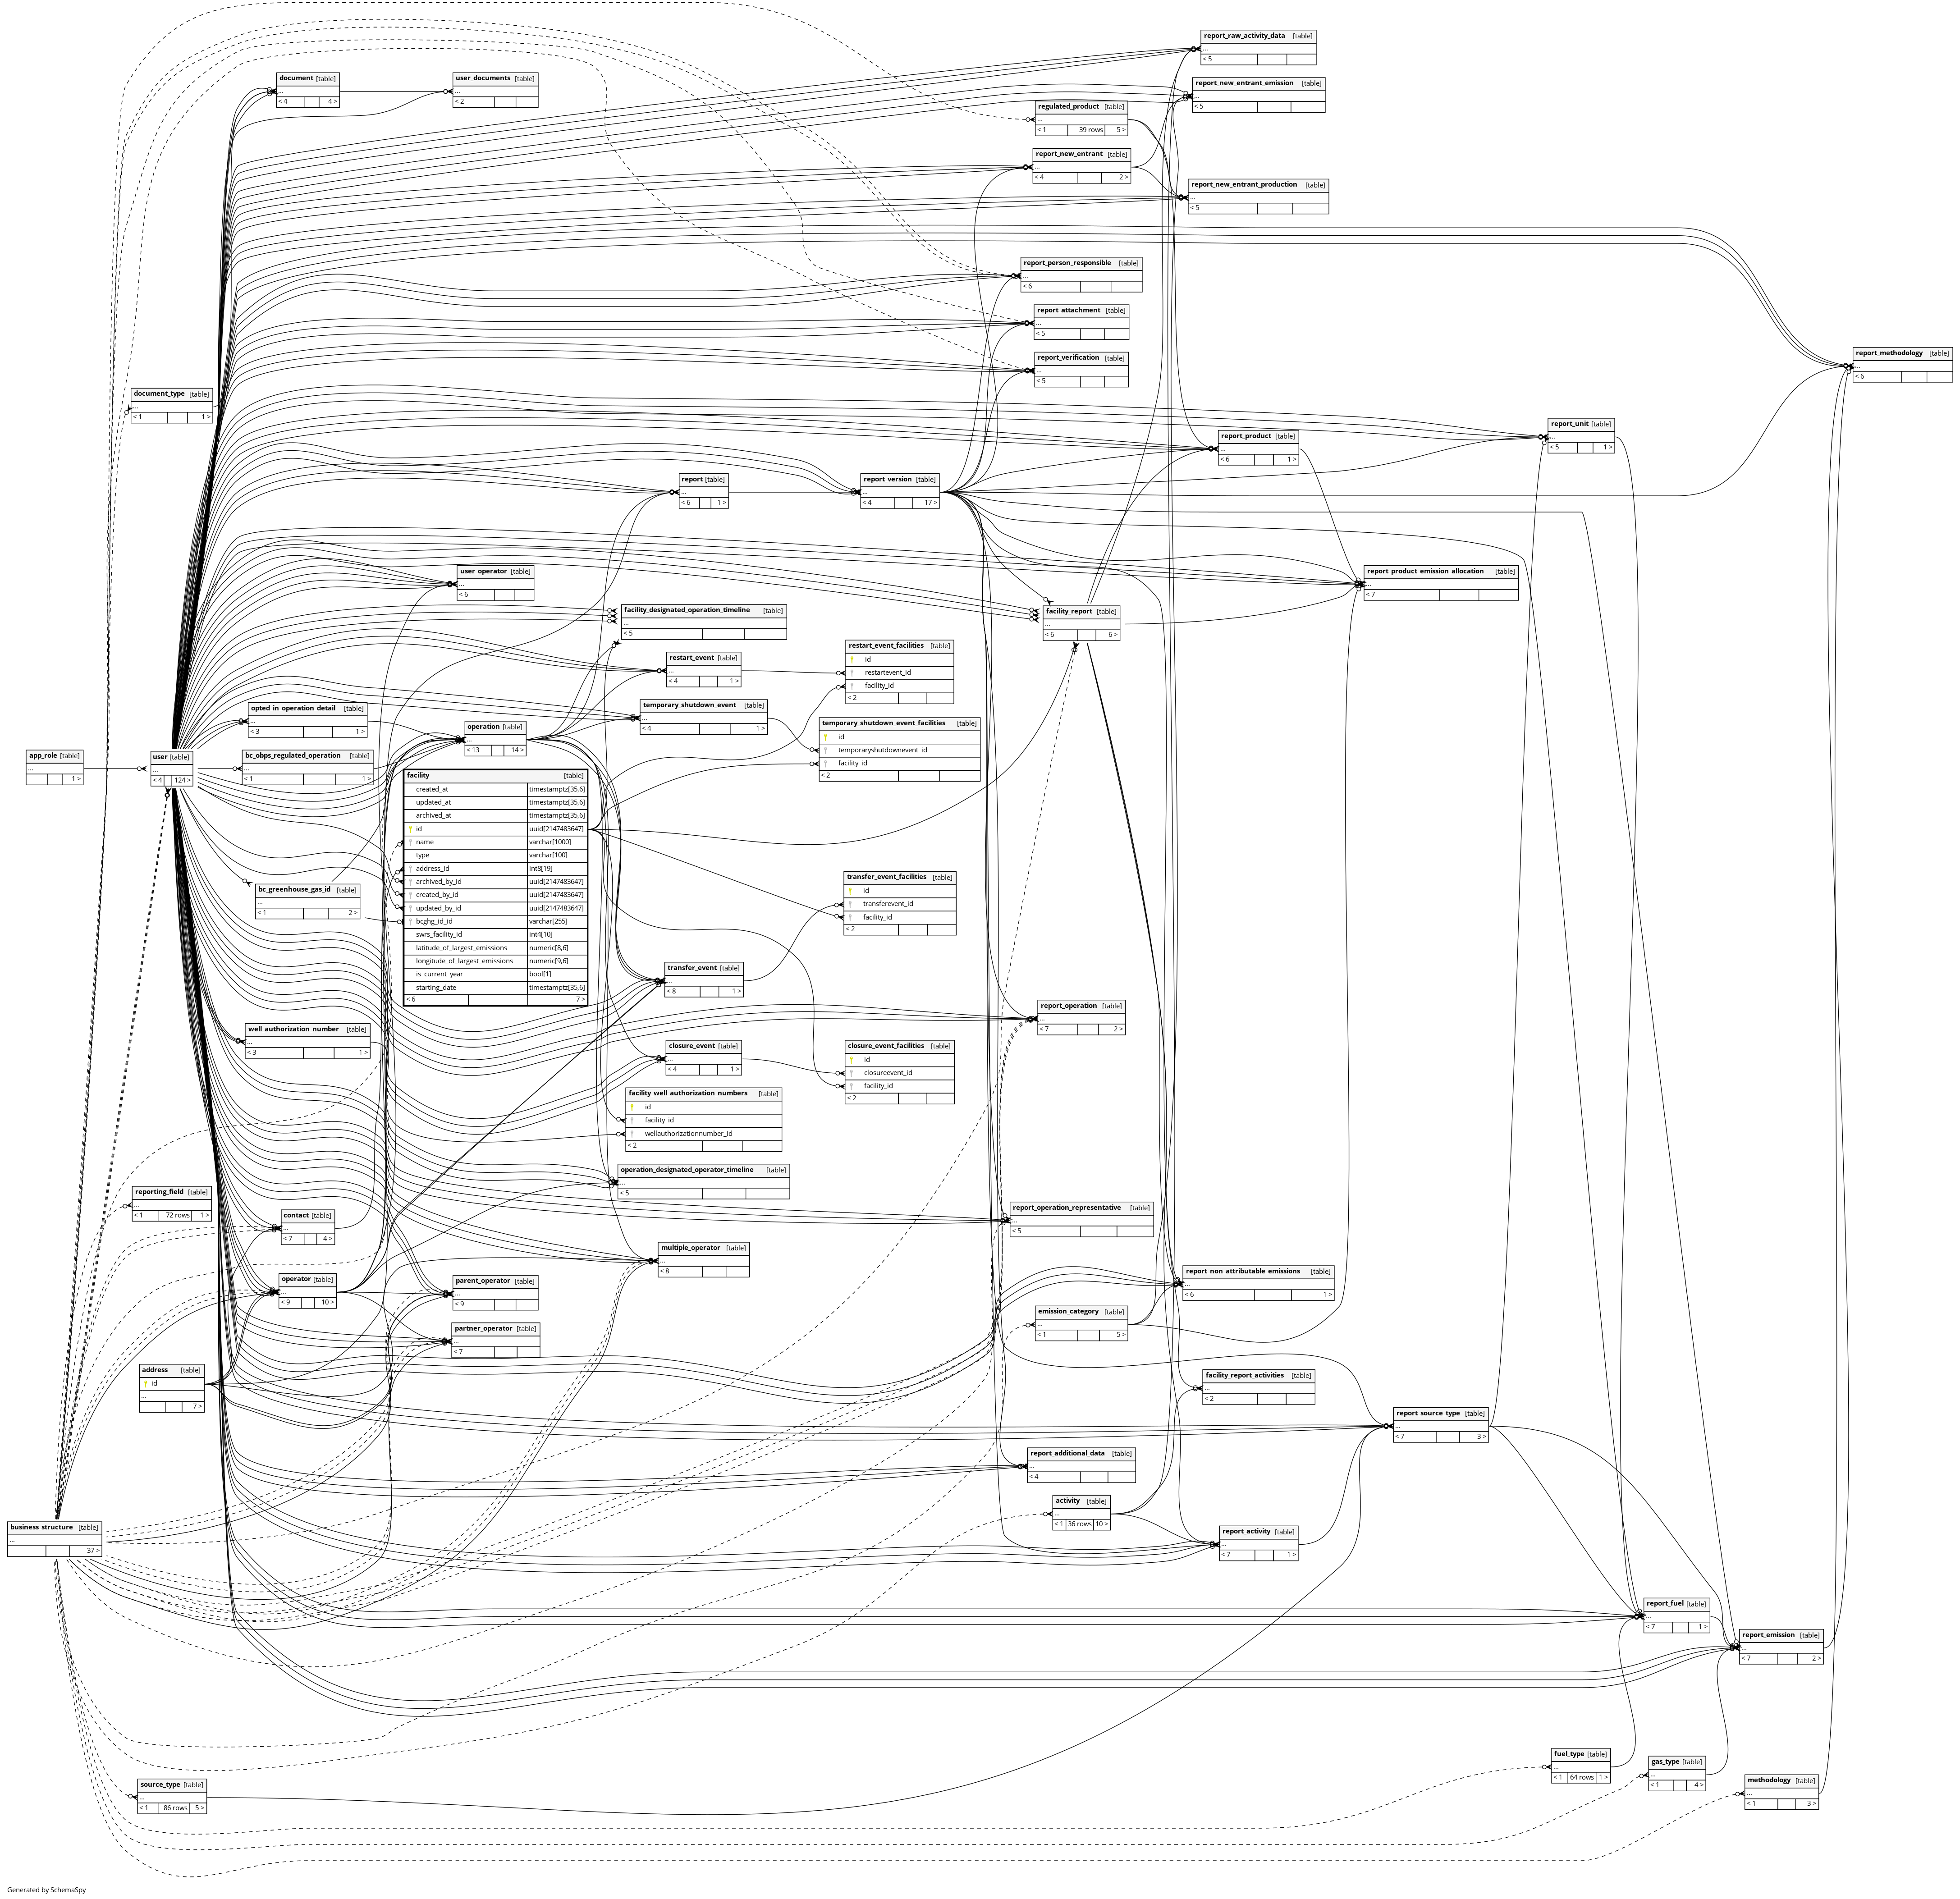 report_raw_activity_data [table]
...
< 5
document [table]
...
< 4 4 >
user_documents [table]
...
< 2
report_new_entrant_emission [table]
...
< 5
regulated_product [table]
...
< 1 39 rows 5 >
report_new_entrant [table]
...
< 4 2 >
report_new_entrant_production [table]
...
< 5
report_person_responsible [table]
...
< 6
report_attachment [table]
...
< 5
report_verification [table]
...
< 5
report_methodology [table]
...
< 6
document_type [table]
...
< 1 1 >
report_unit [table]
...
< 5 1 >
report_product [table]
...
< 6 1 >
report [table]
...
< 6 1 >
report_version [table]
...
< 4 17 >
user_operator [table]
...
< 6
report_product_emission_allocation [table]
...
< 7
facility_designated_operation_timeline [table]
...
< 5
facility_report [table]
...
< 6 6 >
restart_event [table]
...
< 4 1 >
restart_event_facilities [table]
id
restartevent_id
facility_id
< 2
opted_in_operation_detail [table]
...
< 3 1 >
temporary_shutdown_event [table]
...
< 4 1 >
operation [table]
...
< 13 14 >
temporary_shutdown_event_facilities [table]
id
temporaryshutdownevent_id
facility_id
< 2
app_role [table]
...
1 >
user [table]
...
< 4 124 >
bc_obps_regulated_operation [table]
...
< 1 1 >
facility [table]
created_at timestamptz[35,6]
updated_at timestamptz[35,6]
archived_at timestamptz[35,6]
id uuid[2147483647]
name varchar[1000]
type varchar[100]
address_id int8[19]
archived_by_id uuid[2147483647]
created_by_id uuid[2147483647]
updated_by_id uuid[2147483647]
bcghg_id_id varchar[255]
swrs_facility_id int4[10]
latitude_of_largest_emissions numeric[8,6]
longitude_of_largest_emissions numeric[9,6]
is_current_year bool[1]
starting_date timestamptz[35,6]
< 6 7 >
bc_greenhouse_gas_id [table]
...
< 1 2 >
transfer_event_facilities [table]
id
transferevent_id
facility_id
< 2
transfer_event [table]
...
< 8 1 >
report_operation [table]
...
< 7 2 >
well_authorization_number [table]
...
< 3 1 >
closure_event [table]
...
< 4 1 >
closure_event_facilities [table]
id
closureevent_id
facility_id
< 2
facility_well_authorization_numbers [table]
id
facility_id
wellauthorizationnumber_id
< 2
operation_designated_operator_timeline [table]
...
< 5
reporting_field [table]
...
< 1 72 rows 1 >
contact [table]
...
< 7 4 >
report_operation_representative [table]
...
< 5
multiple_operator [table]
...
< 8
operator [table]
...
< 9 10 >
parent_operator [table]
...
< 9
report_non_attributable_emissions [table]
...
< 6 1 >
emission_category [table]
...
< 1 5 >
partner_operator [table]
...
< 7
address [table]
id
...
7 >
facility_report_activities [table]
...
< 2
report_source_type [table]
...
< 7 3 >
report_additional_data [table]
...
< 4
activity [table]
...
< 1 36 rows 10 >
business_structure [table]
...
37 >
report_activity [table]
...
< 7 1 >
report_fuel [table]
...
< 7 1 >
report_emission [table]
...
< 7 2 >
fuel_type [table]
...
< 1 64 rows 1 >
gas_type [table]
...
< 1 4 >
methodology [table]
...
< 1 3 >
source_type [table]
...
< 1 86 rows 5 >
Generated by SchemaSpy